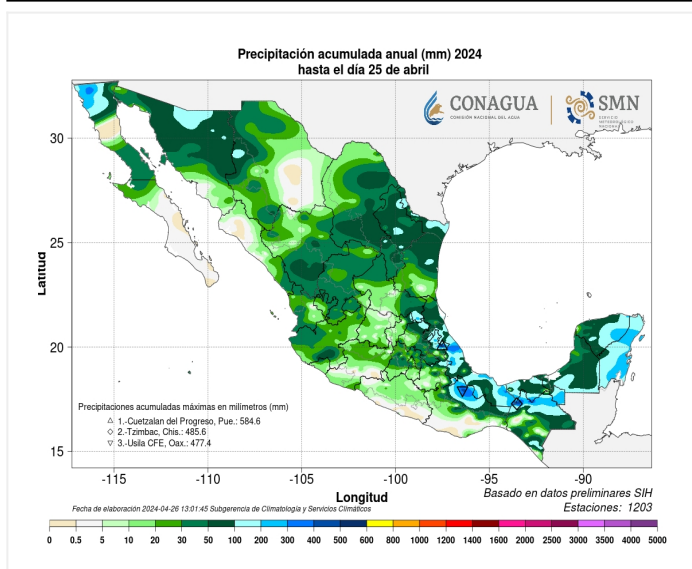 Precipitación acumulada anual (mm) 2024
hasta el día 25 de abril
CONAGUA
COMISIÓN NACIONAL DEL AGUA
SMN
SERVICIO
METEOROLÓGICO
NACIONAL
30
25
20
15
Latitud
Precipitaciones acumuladas máximas en milímetros (mm)
1.-Cuetzalan del Progreso, Pue.: 584.6
2.-Tzimbac, Chis.: 485.6
3.-Usila CFE, Oax.: 477.4
-115 -110 -105 -100 -95 -90
Longitud
Basado en datos preliminares SIH
Fecha de elaboración 2024-04-26 13:01:45 Subgerencia de Climatología y Servicios Climáticos
Estaciones: 1203
0 0.5 5 10 20 30 50 100 200 300 400 500 600 800 1000 1200 1400 1600 2000 2500 3000 3500 4000 5000